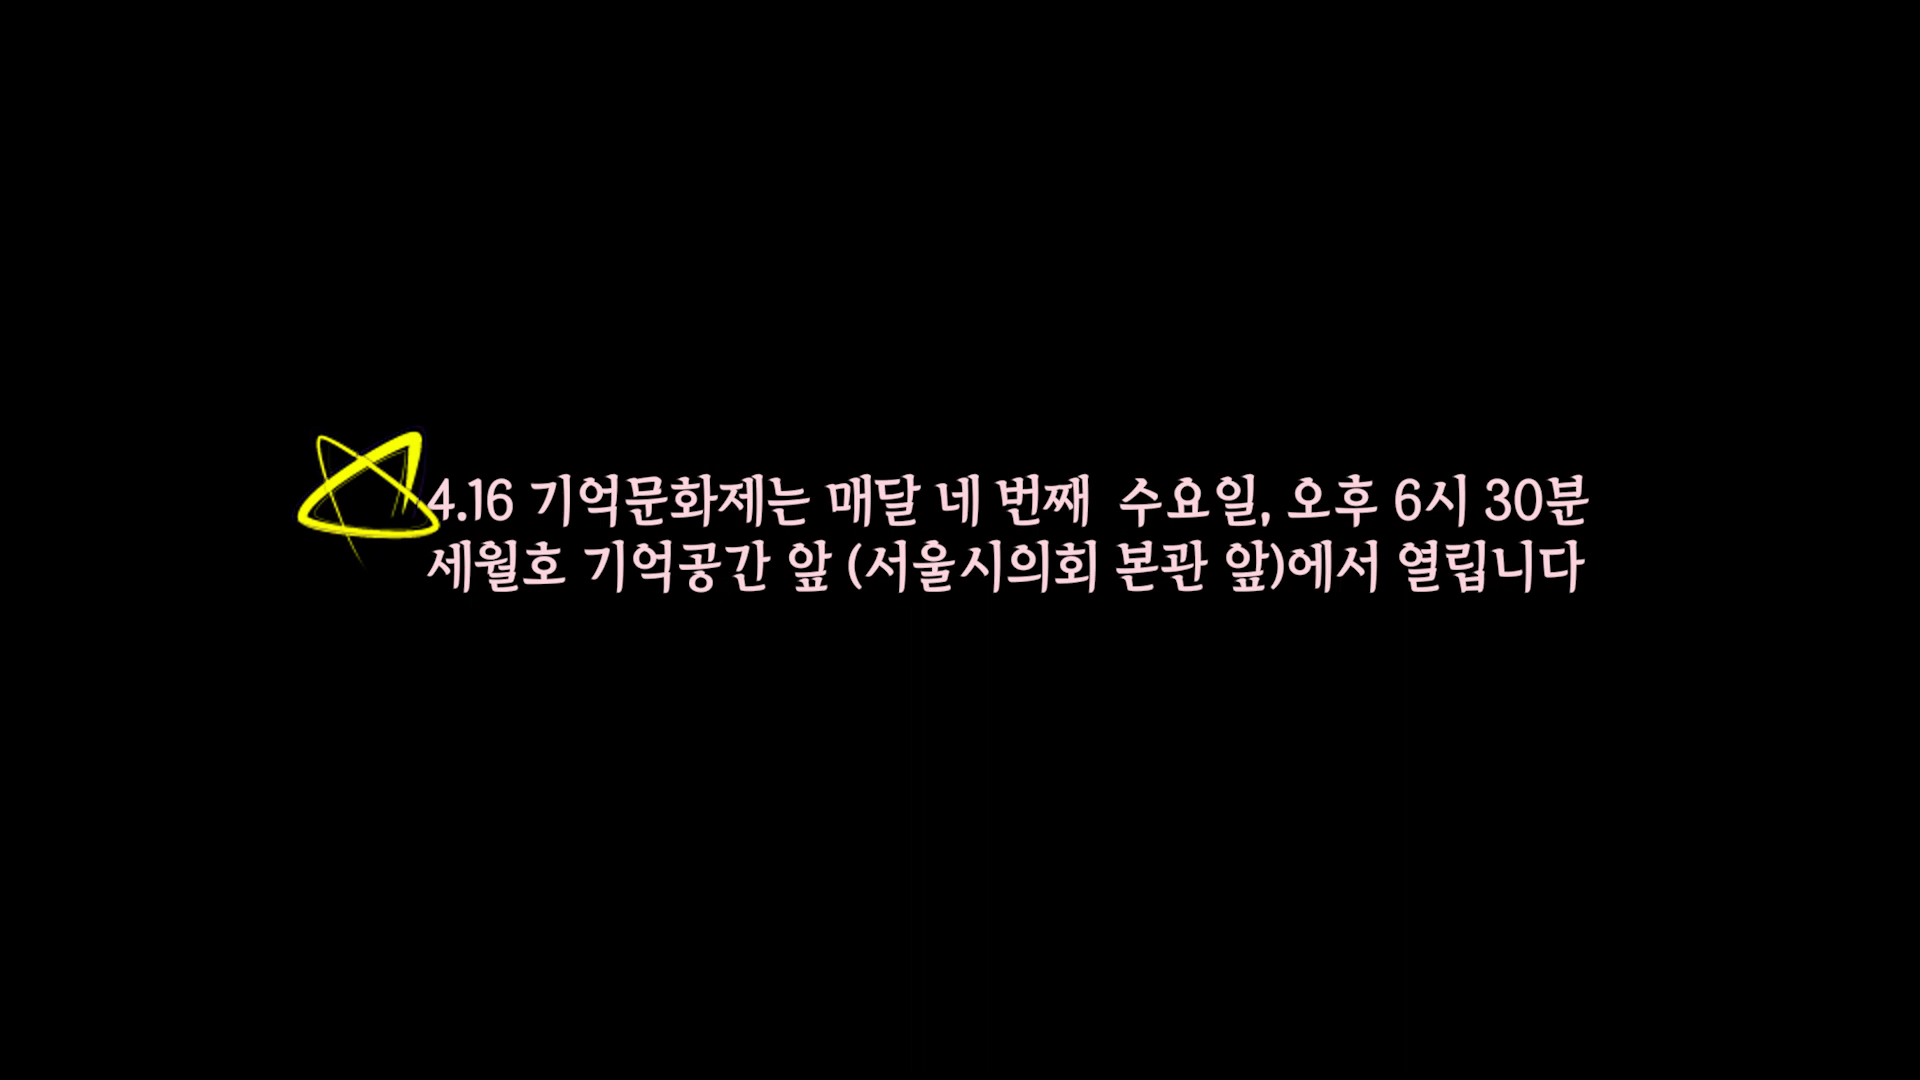 4.16 기억문화제는 매달 네 번째 수요일, 오후 6시 30분
세월호 기억공간 앞 (서울시의회 본관 앞)에서 열립니다